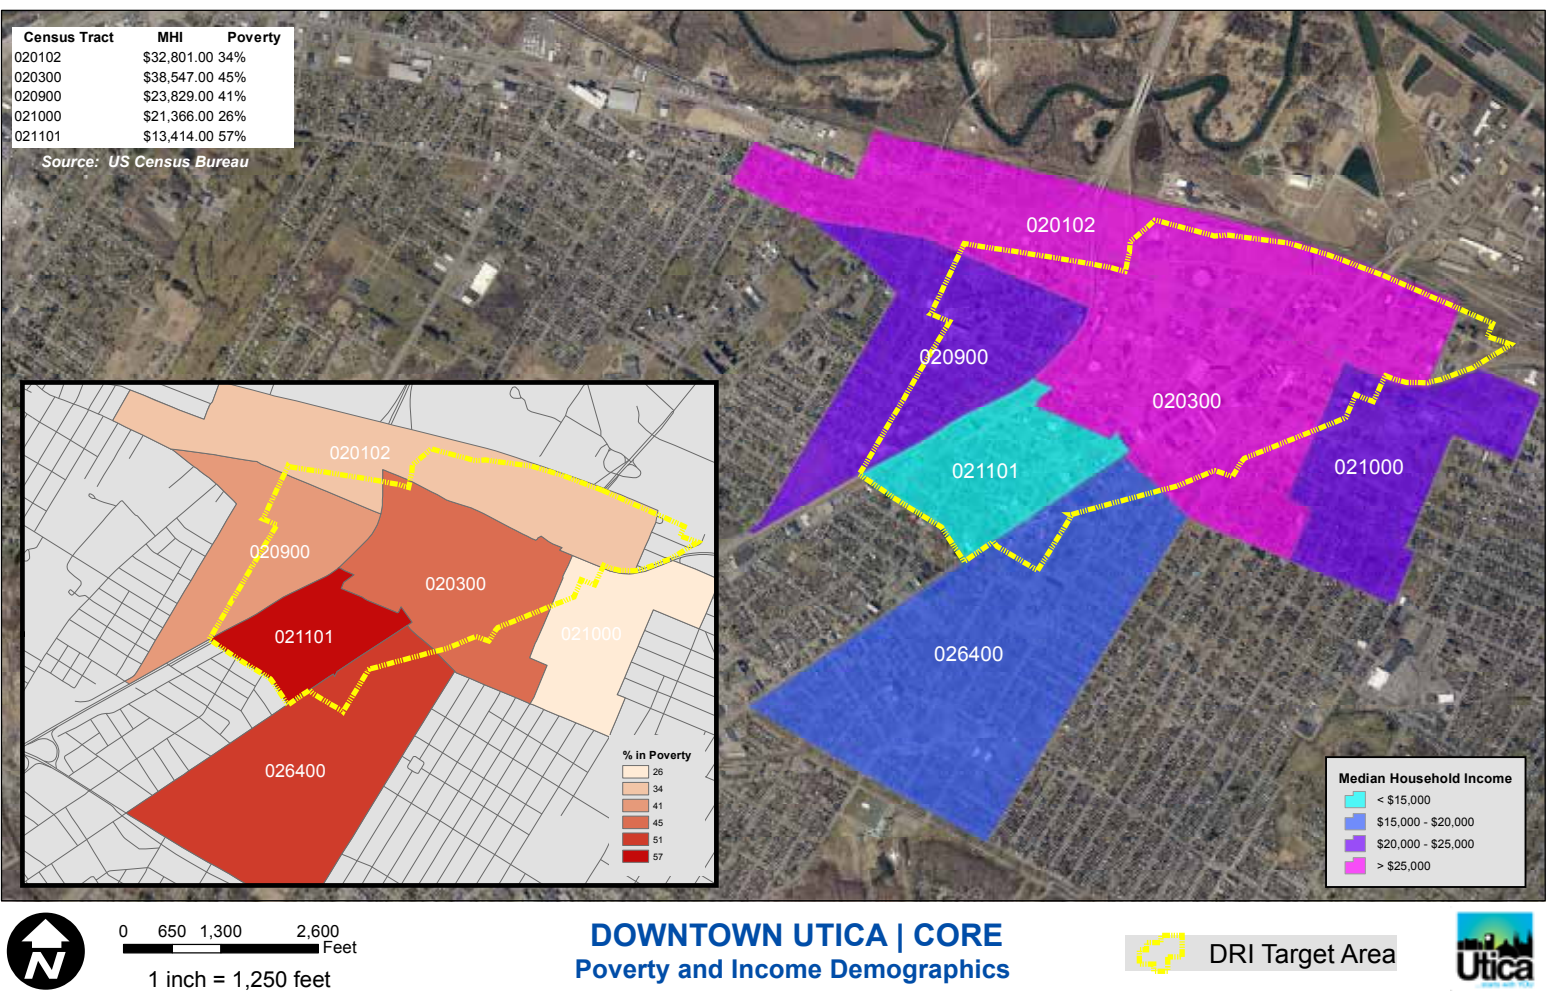 Census Tract MHI Poverty
020102 $32,801.00 34%
020300 $38,547.00 45%
020900 $23,829.00 41%
021000 $21,366.00 26%
021101 $13,414.00 57%
Source: US Census Bureau
020102
020900
020300
021101
021000
026400
020102
020900
020300
021101
021000
026400
% in Poverty
26
34
41
45
51
57
Median Household Income
< $15,000
$15,000 - $20,000
$20,000 - $25,000
> $25,000
N
0 650 1,300 2,600
Feet
1 inch = 1,250 feet
DOWNTOWN UTICA | CORE
Poverty and Income Demographics
DRI Target Area
Utica
...starts with YOU